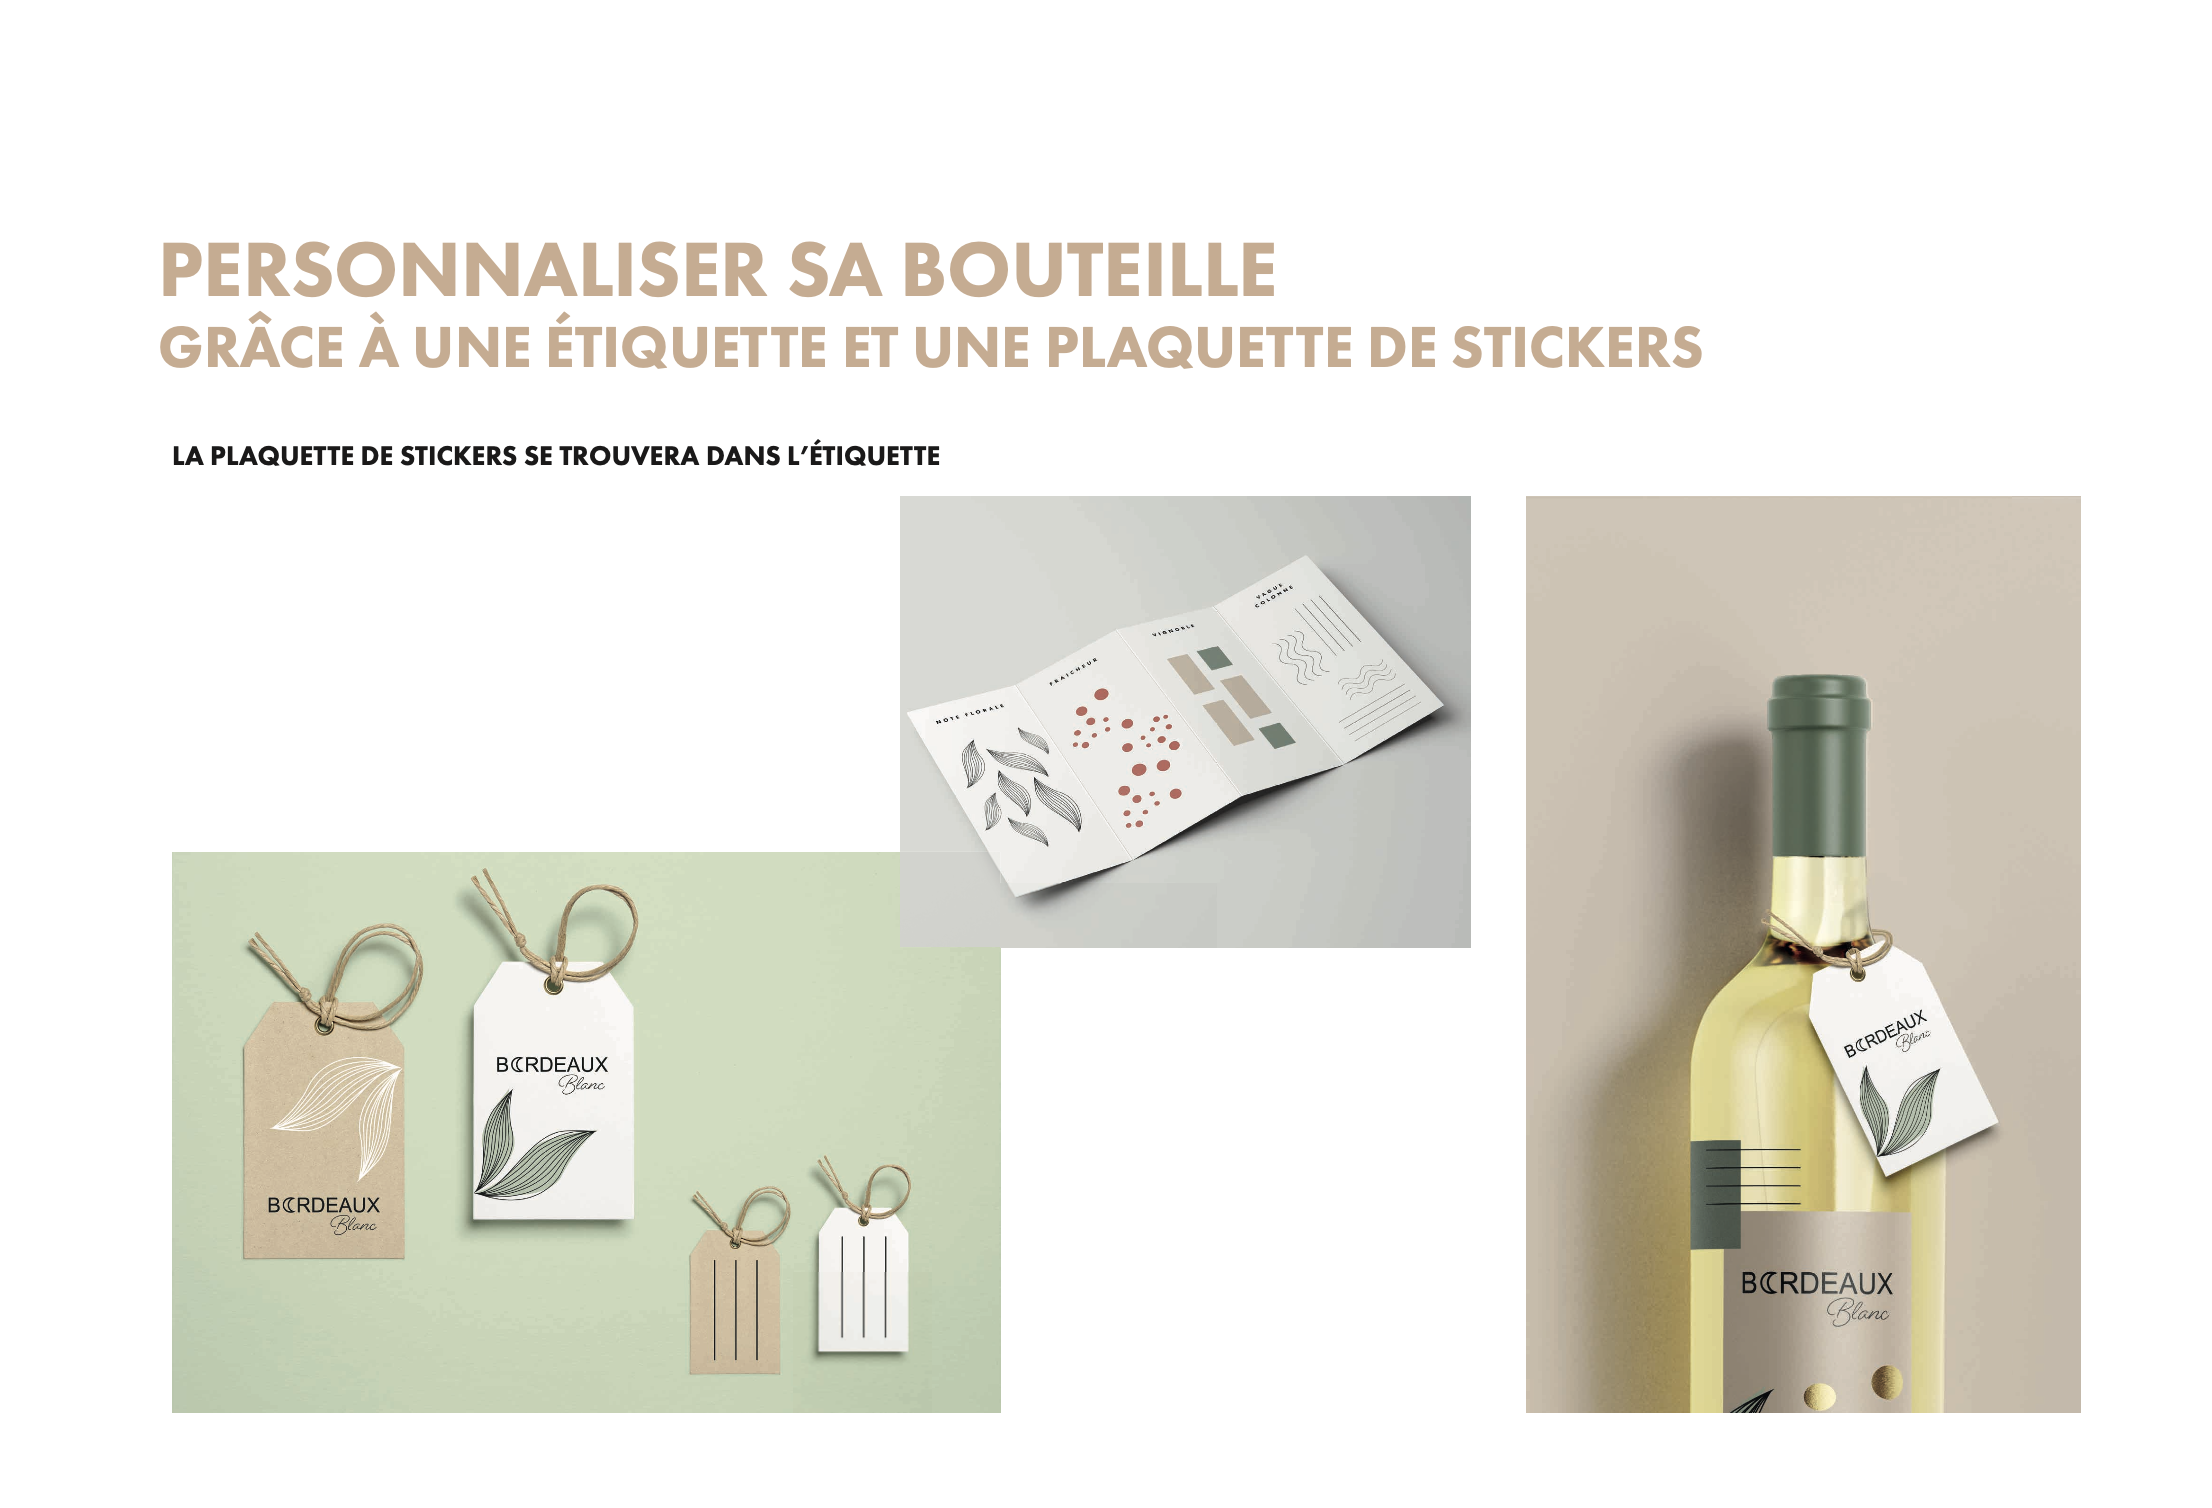 PERSONNALISER SA BOUTEILLE
GRÂCE À UNE ÉTIQUETTE ET UNE PLAQUETTE DE STICKERS
LA PLAQUETTE DE STICKERS SE TROUVERA DANS L’ÉTIQUETTE
NOTE FLORALE
FRAICHEUR
VIGNOBLE
VAGUE
COLONNE
BORDEAUX
Blanc
BORDEAUX
Blanc
BORDEAUX
Blanc
BORDEAUX
Blanc